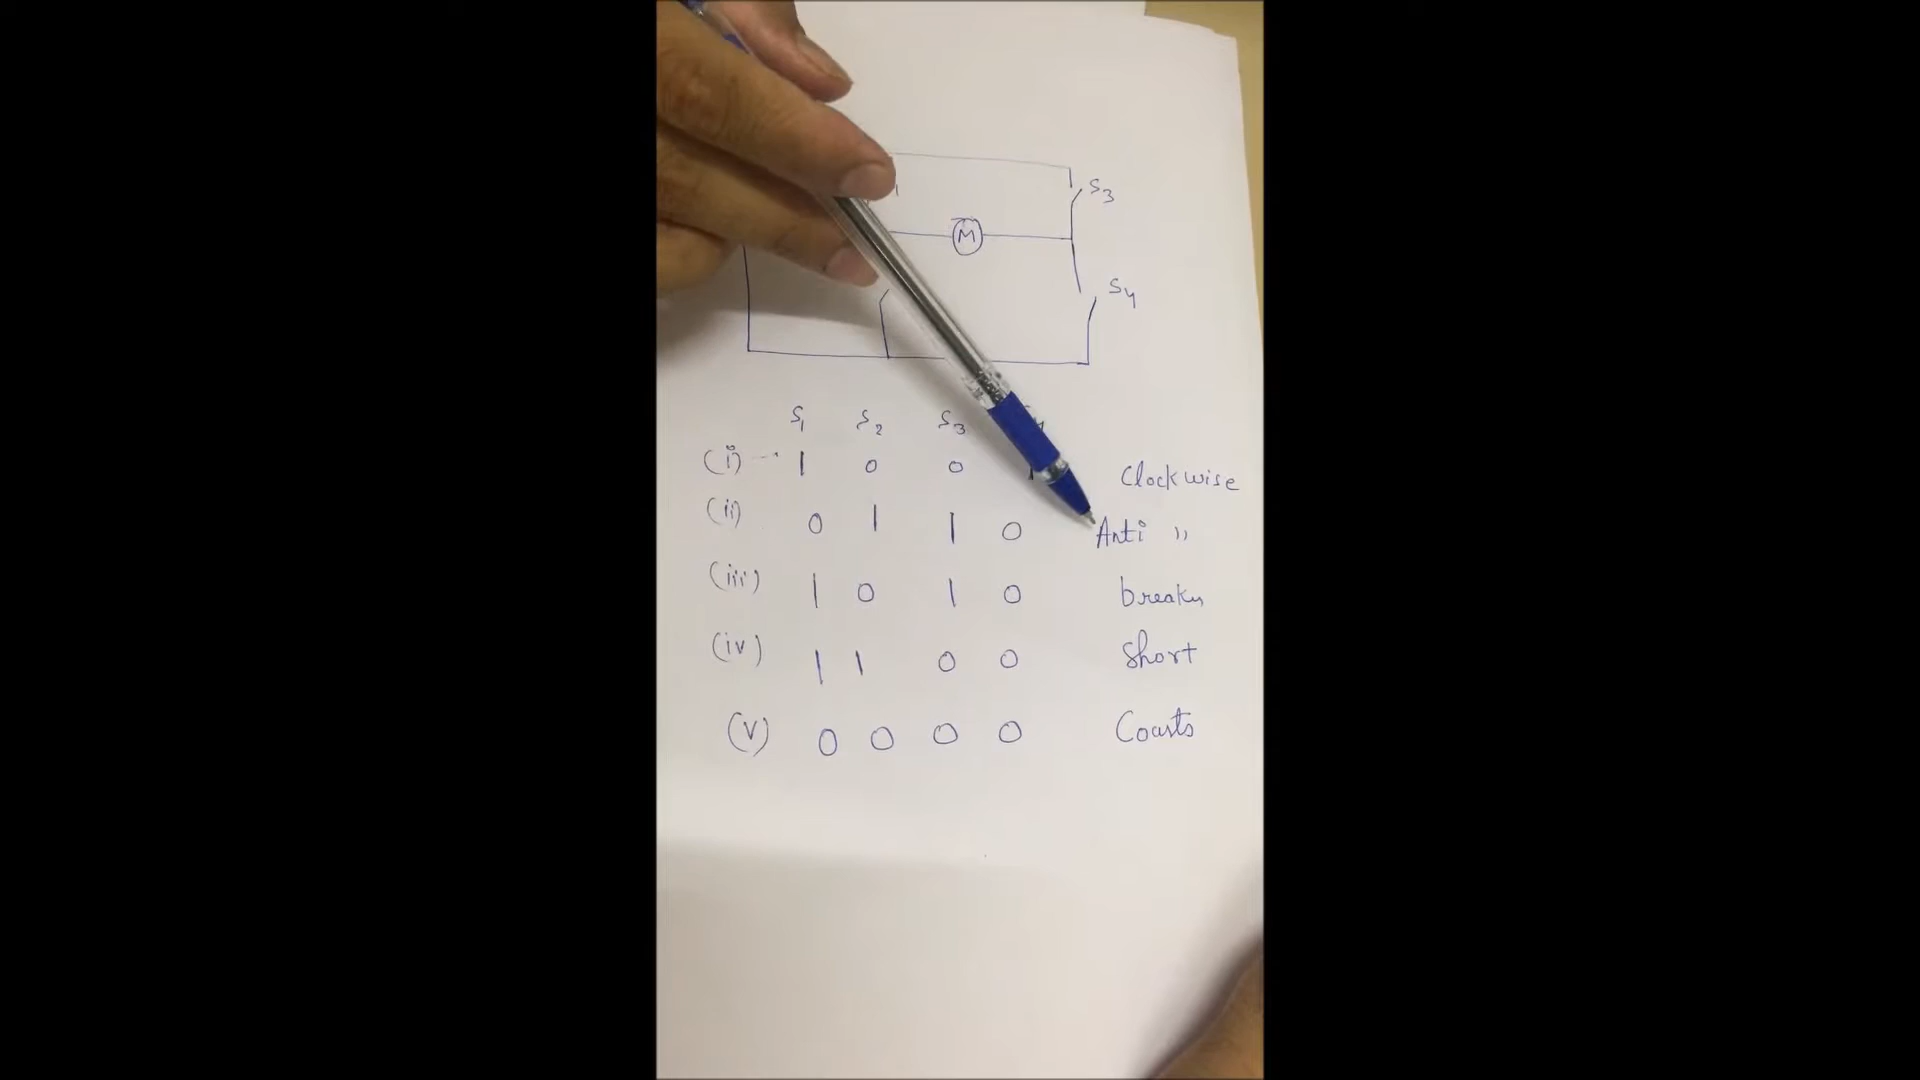 S3
M
S4
S1 S2 S3
(i) 1 0 0 1 Clockwise
(ii) 0 1 1 0 Anti "
(iii) 1 0 1 0
(iv) 1 1 0 0 Short
(v) 0 0 0 0 Coasts